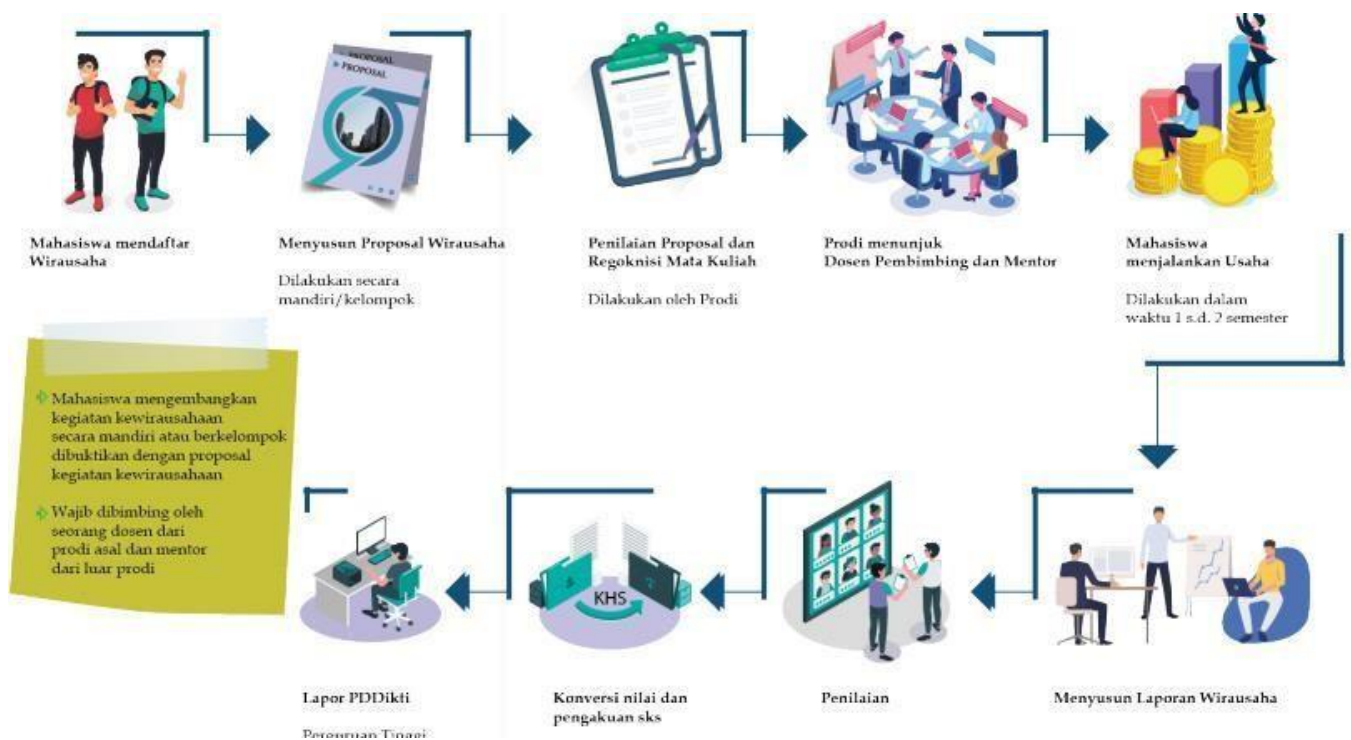 PROPOSAL
PROPOSAL
Mahasiswa mendaftar
Wirausaha
Menyusun Proposal Wirausaha
Dilakukan secara
mandiri/kelompok
Penilaian Proposal dan
Regoknisi Mata Kuliah
Dilakukan oleh Prodi
Prodi menunjuk
Dosen Pembimbing dan Mentor
Mahasiswa
menjalankan Usaha
Dilakukan dalam
waktu 1 s.d. 2 semester
Mahasiswa mengembangkan
kegiatan kewirausahaan
secara mandiri atau berkelompok
dibuktikan dengan proposal
kegiatan kewirausahaan
Wajib dibimbing oleh
seorang dosen dari
prodi asal dan mentor
dari luar prodi
KHS
Lapor PDDikti
Perguruan Tinggi
Konversi nilai dan
pengakuan sks
Penilaian
Menyusun Laporan Wirausaha